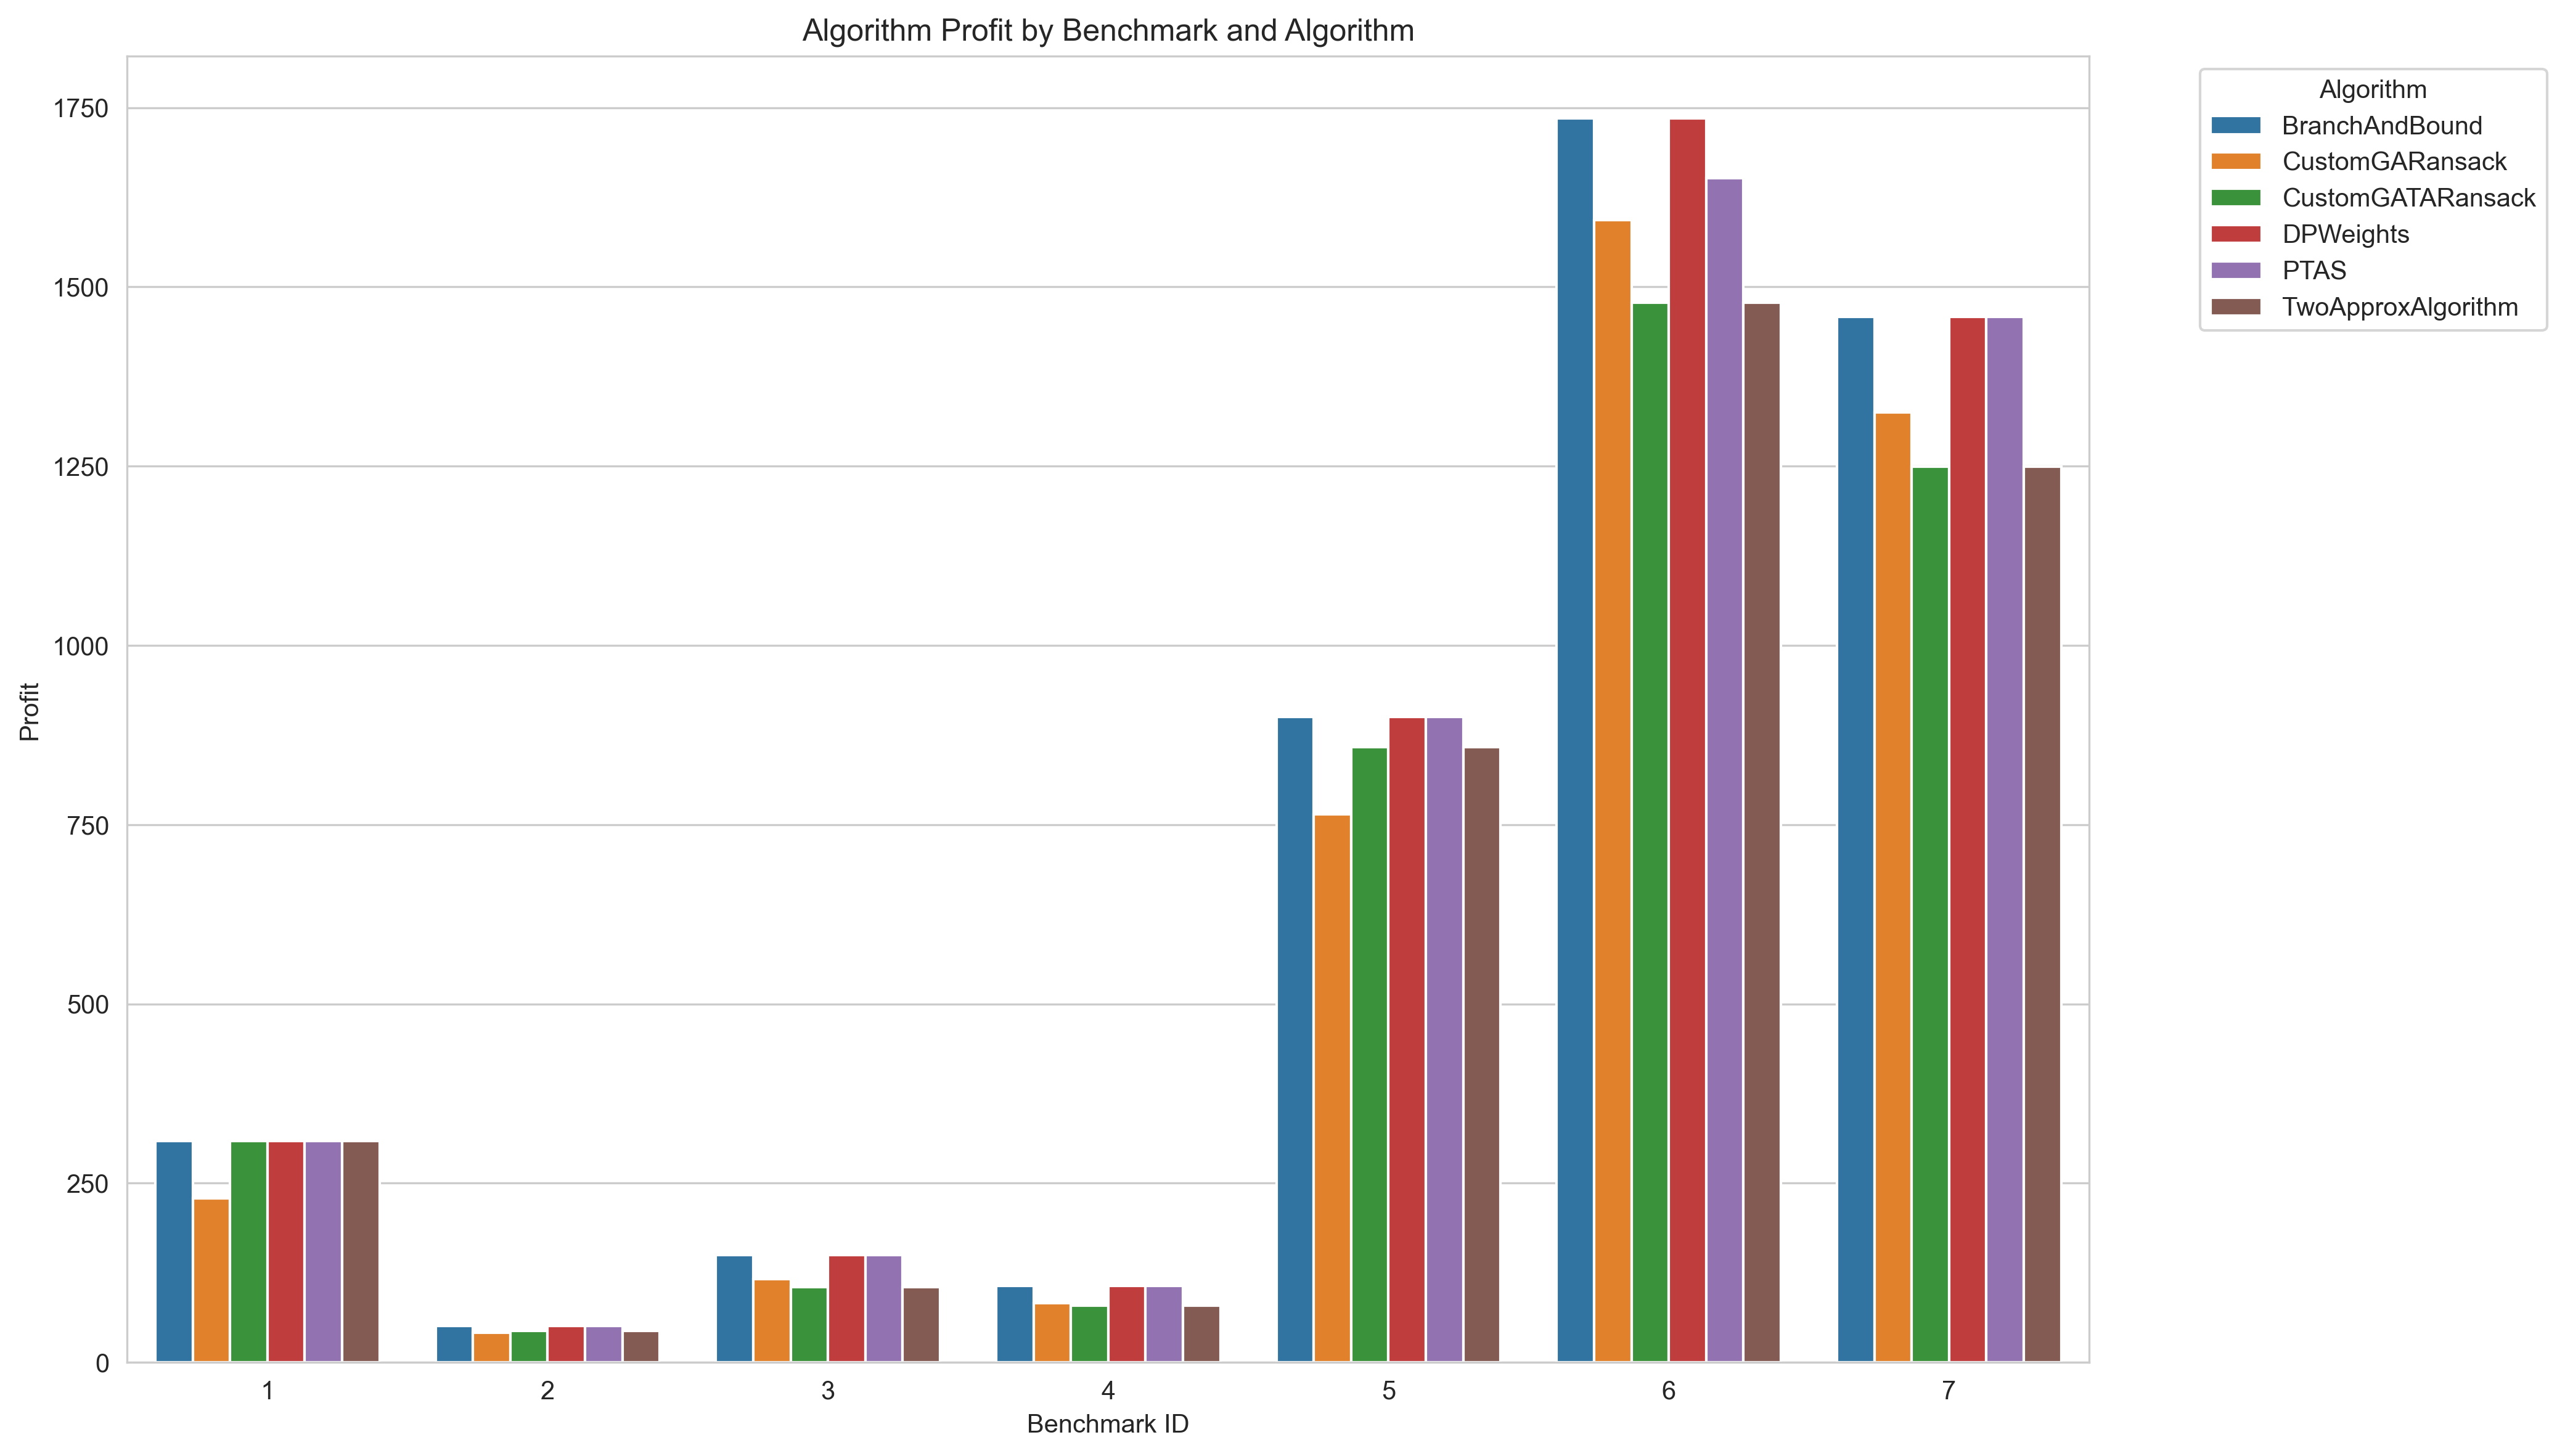 Algorithm Profit by Benchmark and Algorithm
Algorithm
BranchAndBound
CustomGARansack
CustomGATARansack
DPWeights
PTAS
TwoApproxAlgorithm
Profit
1750
1500
1250
1000
750
500
250
0
1 2 3 4 5 6 7
Benchmark ID